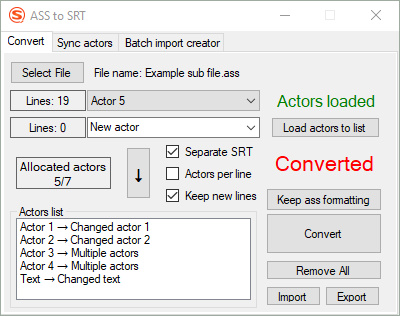 ASS to SRT
Convert
Sync actors
Batch import creator
Select File
File name: Example sub file.ass
Lines: 19
Actor 5
Actors loaded
Lines: 0
New actor
Load actors to list
Allocated actors
5/7
↓
Separate SRT
Actors per line
Keep new lines
Converted
Keep ass formatting
Convert
Remove All
Import
Export
Actors list
Actor 1 → Changed actor 1
Actor 2 → Changed actor 2
Actor 3 → Multiple actors
Actor 4 → Multiple actors
Text → Changed text